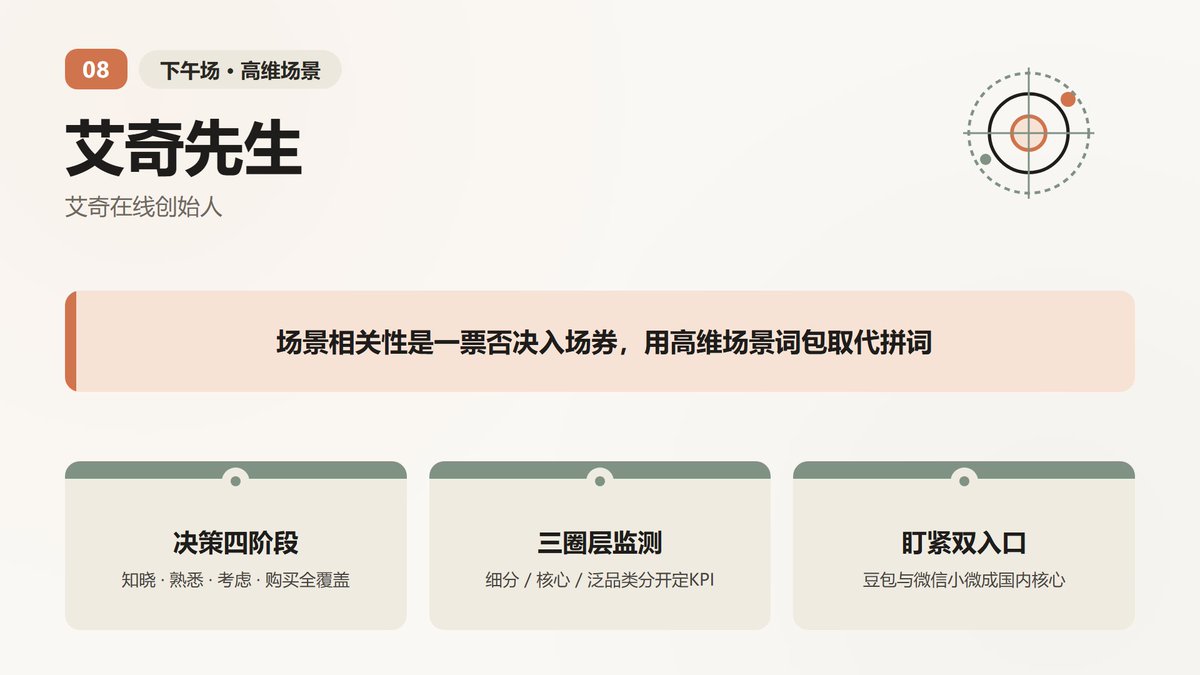 08
下午场·高维场景
艾奇先生
艾奇在线创始人
场景相关性是一票否决入场券，用高维场景词包取代拼词
决策四阶段
知晓·熟悉·考虑·购买全覆盖
三圈层监测
细分 / 核心 / 泛品类分开定KPI
盯紧双入口
豆包与微信小微成国内核心